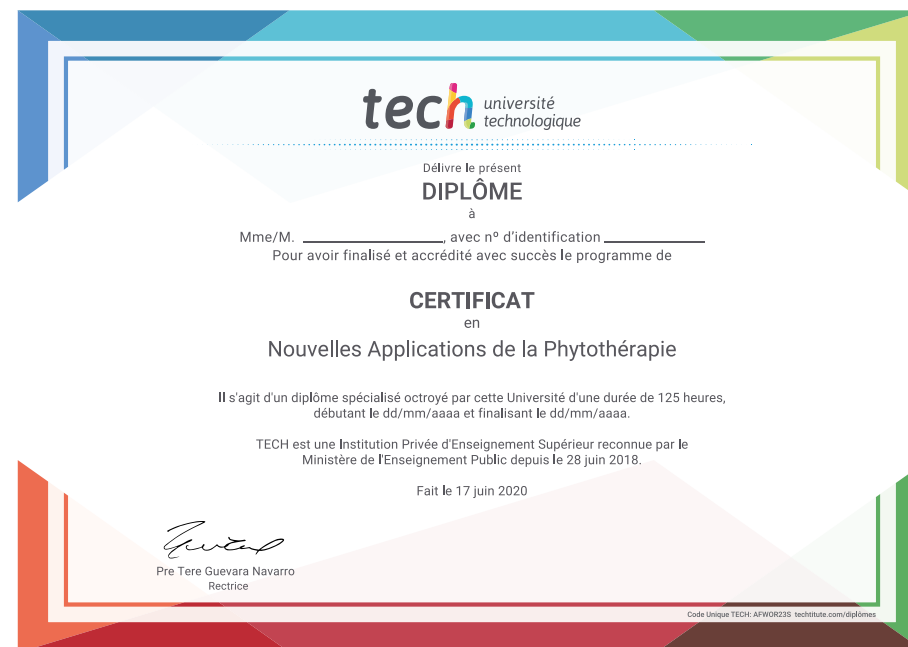 tech université
technologique
Délivre le présent
DIPLÔME
à
Mme/M. ____________________, avec nº d'identification ______________
Pour avoir finalisé et accrédité avec succès le programme de
CERTIFICAT
en
Nouvelles Applications de la Phytothérapie
Il s'agit d'un diplôme spécialisé octroyé par cette Université d'une durée de 125 heures,
débutant le dd/mm/aaaa et finalisant le dd/mm/aaaa.
TECH est une Institution Privée d'Enseignement Supérieur reconnue par le
Ministère de l'Enseignement Public depuis le 28 juin 2018.
Fait le 17 juin 2020
Pre Tere Guevara Navarro
Rectrice
Code Unique TECH: AFWOR23S techtitute.com/diplômes